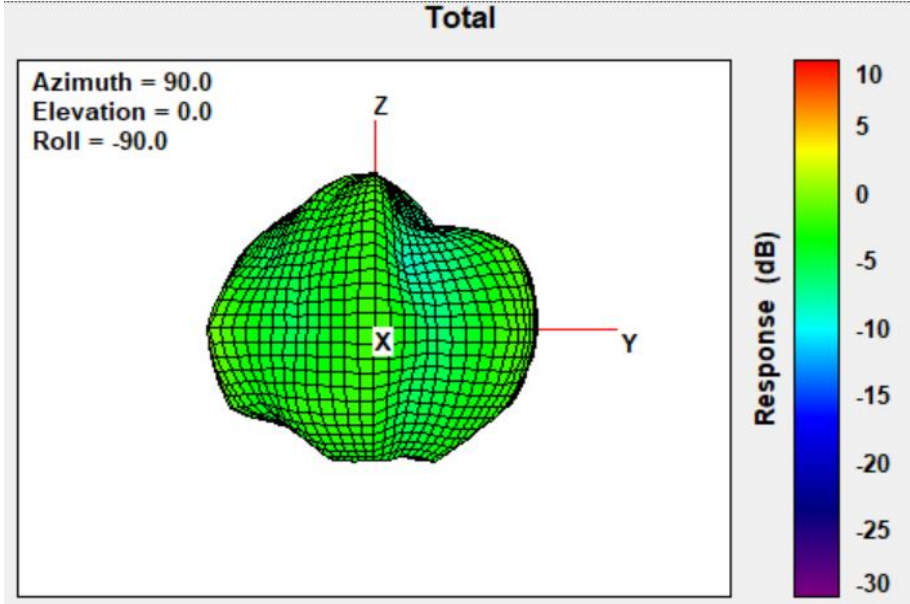 Total
Azimuth = 90.0
Elevation = 0.0
Roll = -90.0
Z
X
Y
Response (dB)
10
5
0
-5
-10
-15
-20
-25
-30